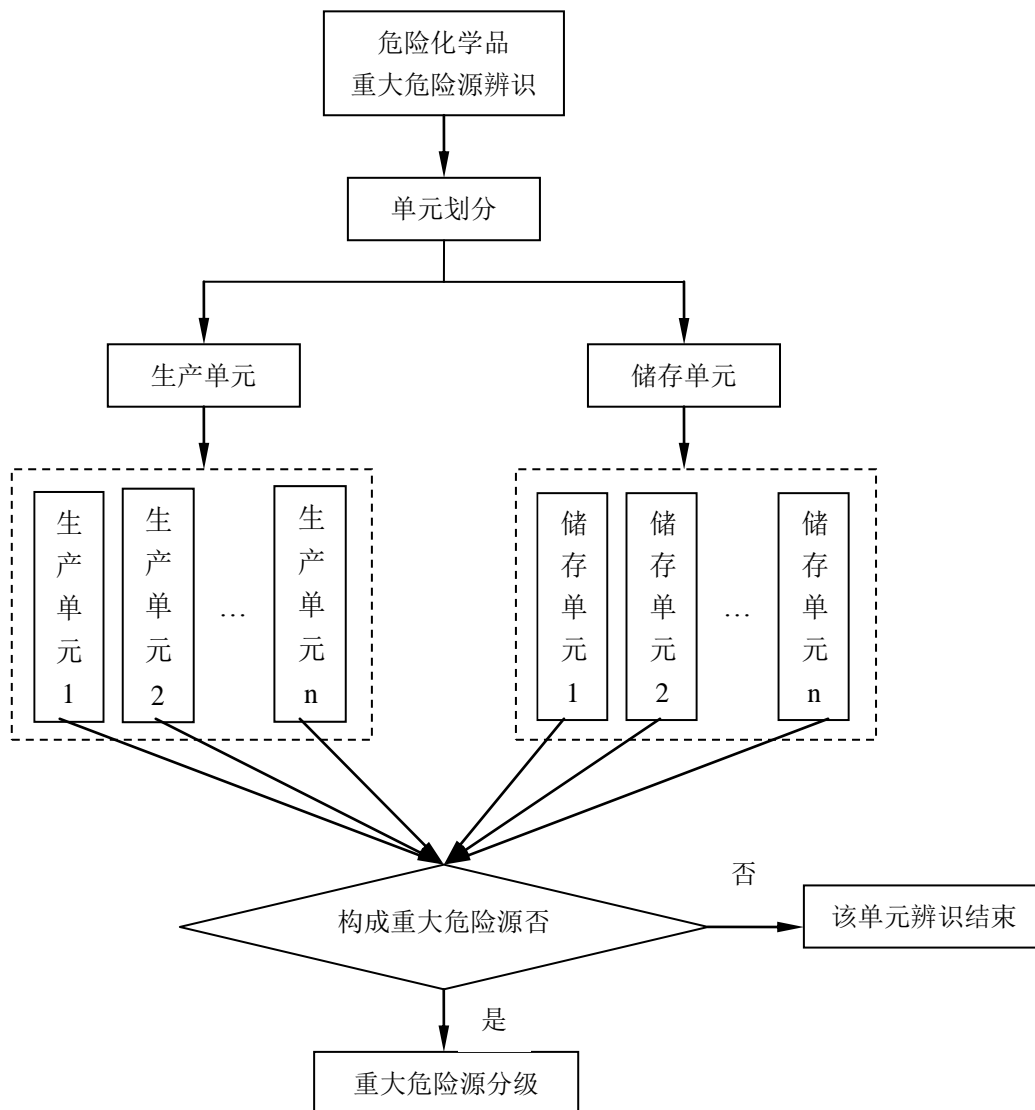 危险化学品
重大危险源辨识
单元划分
生产单元
储存单元
生产单元1
生产单元2
…
生产单元n
储存单元1
储存单元2
…
储存单元n
构成重大危险源否
否
该单元辨识结束
是
重大危险源分级